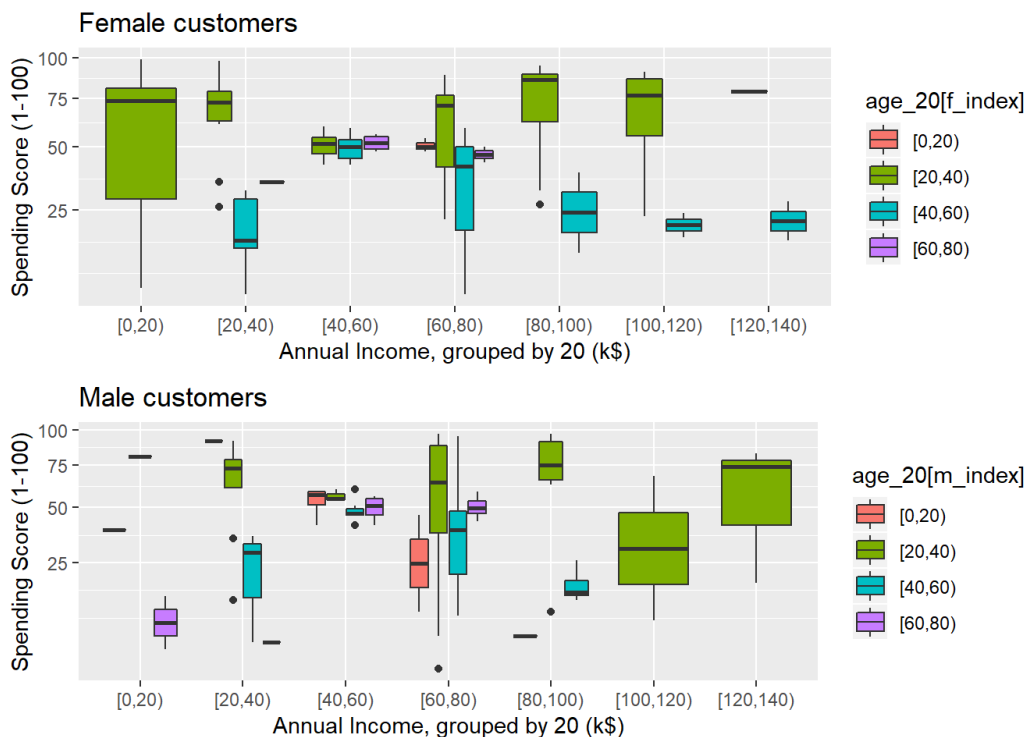 Female customers
Spending Score (1-100)
100
75
50
25
[0,20) [20,40) [40,60) [60,80) [80,100) [100,120) [120,140)
Annual Income, grouped by 20 (k$)
age_20[f_index]
[0,20)
[20,40)
[40,60)
[60,80)
Male customers
Spending Score (1-100)
100
75
50
25
[0,20) [20,40) [40,60) [60,80) [80,100) [100,120) [120,140)
Annual Income, grouped by 20 (k$)
age_20[m_index]
[0,20)
[20,40)
[40,60)
[60,80)